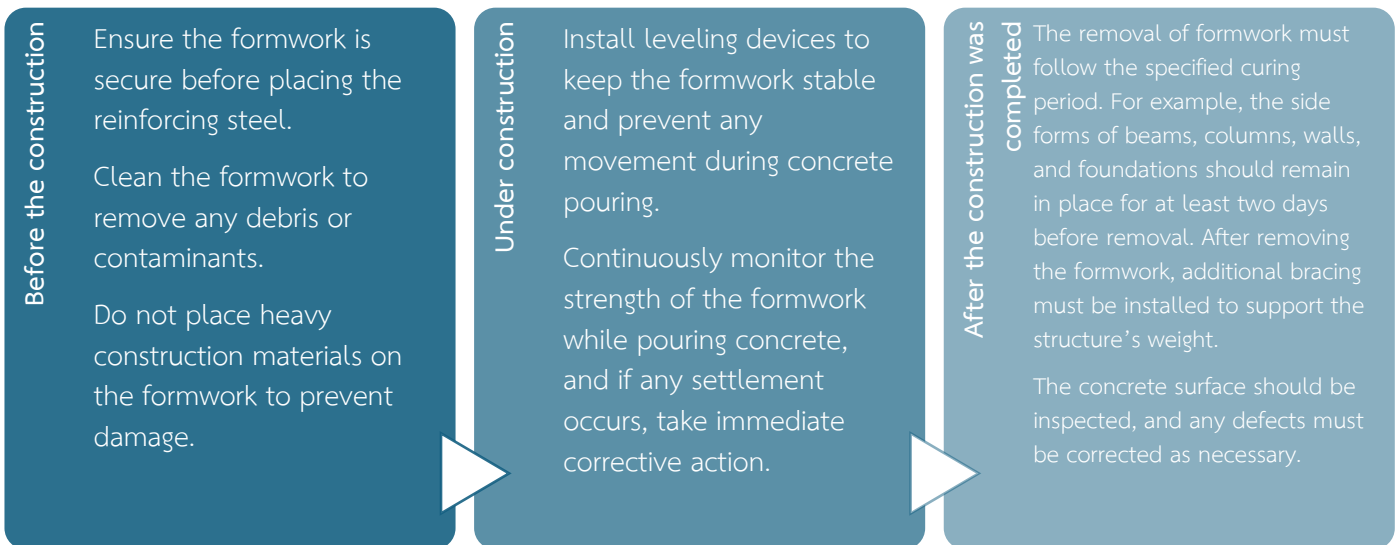 Before the construction
Ensure the formwork is
secure before placing the
reinforcing steel.
Clean the formwork to
remove any debris or
contaminants.
Do not place heavy
construction materials on
the formwork to prevent
damage.
Under construction
Install leveling devices to
keep the formwork stable
and prevent any
movement during concrete
pouring.
Continuously monitor the
strength of the formwork
while pouring concrete,
and if any settlement
occurs, take immediate
corrective action.
After the construction was
completed
The removal of formwork must
follow the specified curing
period. For example, the side
forms of beams, columns, walls,
and foundations should remain
in place for at least two days
before removal. After removing
the formwork, additional bracing
must be installed to support the
structure’s weight.
The concrete surface should be
inspected, and any defects must
be corrected as necessary.